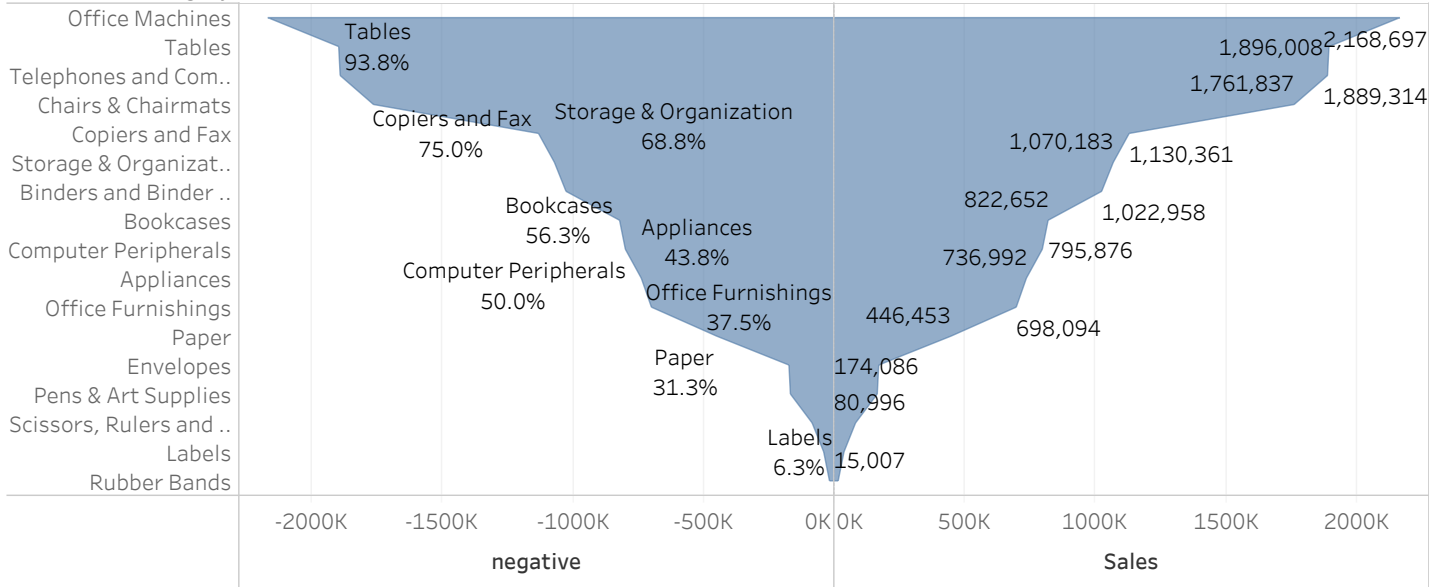 Office Machines
Tables
Telephones and Com..
Chairs & Chairmats
Copiers and Fax
Storage & Organizat..
Binders and Binder ..
Bookcases
Computer Peripherals
Appliances
Office Furnishings
Paper
Envelopes
Pens & Art Supplies
Scissors, Rulers and ..
Labels
Rubber Bands
Tables
93.8%
Copiers and Fax
75.0%
Storage & Organization
68.8%
Bookcases
56.3%
Appliances
43.8%
Computer Peripherals
50.0%
Office Furnishings
37.5%
Paper
31.3%
Labels
6.3%
2,168,697
1,896,008
1,889,314
1,761,837
1,130,361
1,070,183
1,022,958
822,652
795,876
736,992
698,094
446,453
174,086
80,996
15,007
-2000K -1500K -1000K -500K 0K 0K 500K 1000K 1500K 2000K
negative Sales